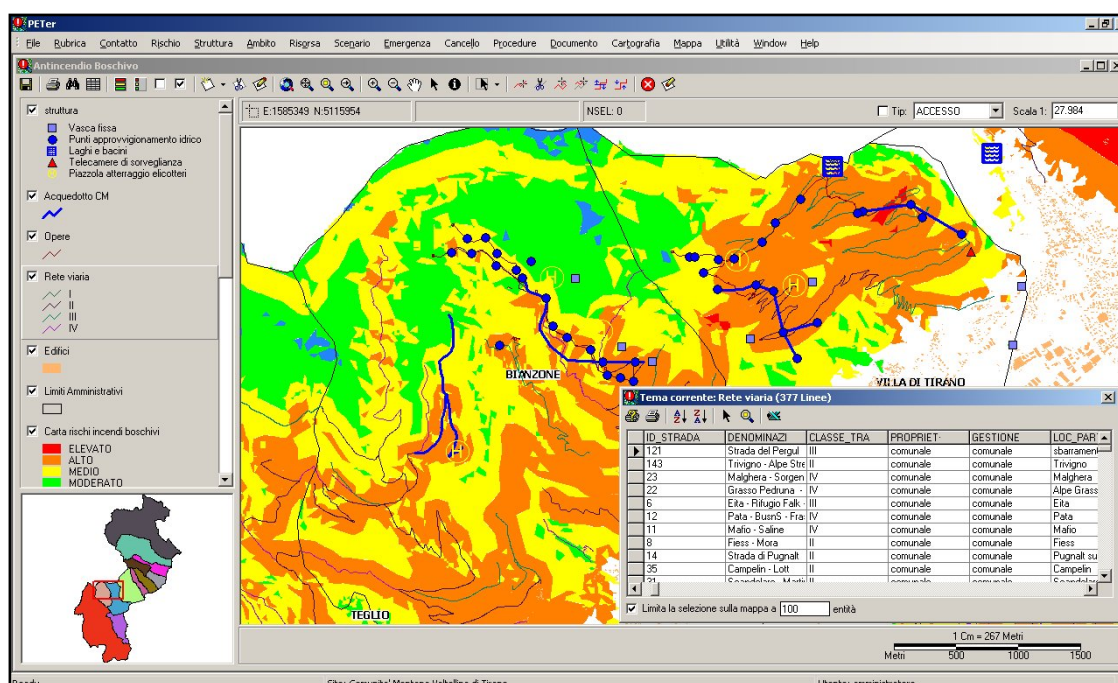 PETer
File Rubrica Contatto Rischio Struttura Ambito Risorsa Scenario Emergenza Cancello Procedure Documento Cartografia Mappa Utilità Window Help
Antincendio Boschivo
E:1585349 N:5115954
NSEL: 0
Tip: ACCESSO
Scala 1: 27.984
struttura
Vasca fissa
Punti approvvigionamento idrico
Laghi e bacini
Telecamere di sorveglianza
Piazzola atterraggio elicotteri
Acquedotto CM
Opere
Rete viaria
I
II
III
IV
Edifici
Limiti Amministrativi
Carta rischi incendi boschivi
ELEVATO
ALTO
MEDIO
MODERATO
H
H
H
H
BIANZONE
VILLA DI TIRANO
TEGLIO
Tema corrente: Rete viaria (377 Linee)
ID_STRADA DENOMINAZI CLASSE_TRA PROPRIET· GESTIONE LOC_PAR
121 Strada del Pergul III comunale comunale sbarrament
143 Trivigno - Alpe Stre II comunale comunale Trivigno
23 Malghera - Sorgen IV comunale comunale Malghera
22 Grasso Pedruna - IV comunale comunale Alpe Grass
6 Eita - Rifugio Falk - III comunale comunale Eita
12 Pata - BusnS - Fra IV comunale comunale Pata
11 Mafio - Saline IV comunale comunale Mafio
8 Fiess - Mora II comunale comunale Fiess
14 Strada di Pugnalt II comunale comunale Pugnalt su
35 Campelin - Lott II comunale comunale Campelin
Limita la selezione sulla mappa a 100 entità
1 Cm = 267 Metri
Metri 500 1000 1500